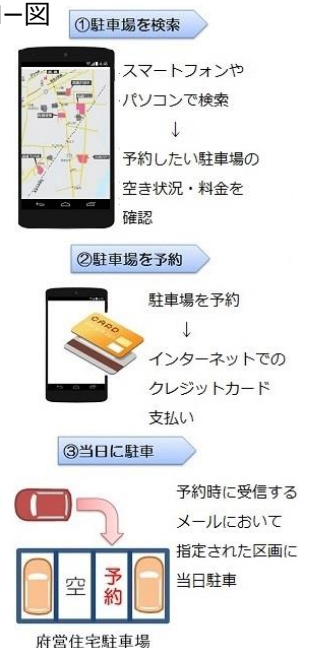 ー図
①駐車場を検索
スマートフォンや
パソコンで検索
↓
予約したい駐車場の
空き状況・料金を
確認
②駐車場を予約
CARD
駐車場を予約
↓
インターネットでの
クレジットカード
支払い
③当日に駐車
予約時に受信する
メールにおいて
指定された区画に
当日駐車
空
予約
府営住宅駐車場